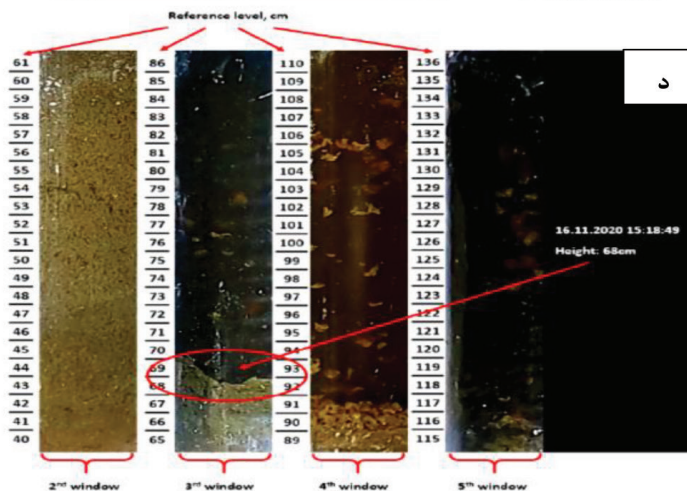 Reference level, cm
د
61 86 110 136
60 85 109 135
59 84 108 134
58 83 107 133
57 82 106 132
56 81 105 131
55 80 104 130
54 79 103 129
53 78 102 128
52 77 101 127
16.11.2020 15:18:49
51 76 100 126
Height: 68cm
50 75 99 125
49 74 98 124
48 73 97 123
47 72 96 122
46 71 95 121
45 70 94 120
44 69 93 119
43 68 92 118
42 67 91 117
41 66 90 116
40 65 89 115
2nd window 3rd window 4th window 5th window